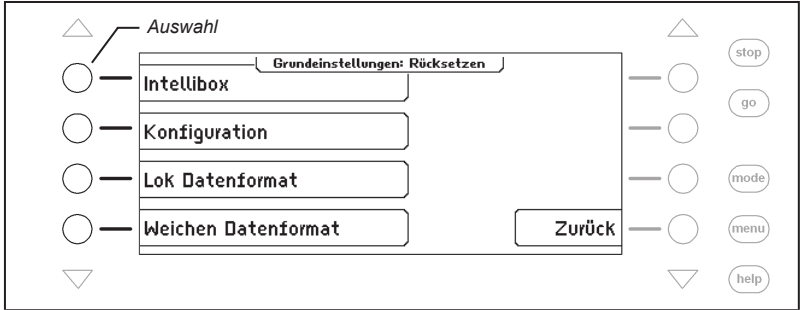 Auswahl
Grundeinstellungen: Rücksetzen
Intellibox
Konfiguration
Lok Datenformat
Weichen Datenformat
Zurück
stop
go
mode
menu
help